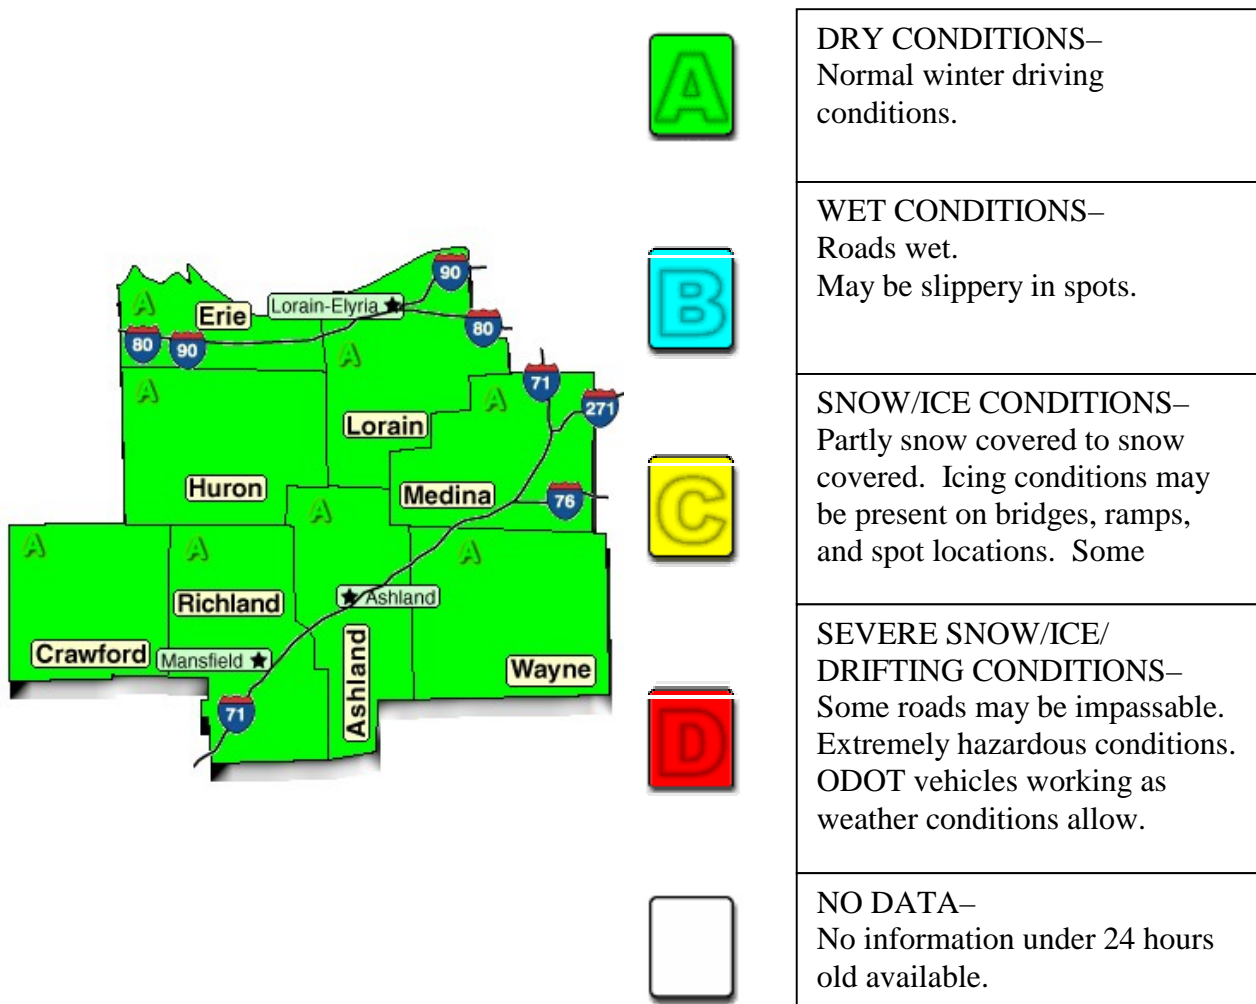 A
DRY CONDITIONS–
Normal winter driving
conditions.
B
WET CONDITIONS–
Roads wet.
May be slippery in spots.
C
SNOW/ICE CONDITIONS–
Partly snow covered to snow
covered.  Icing conditions may
be present on bridges, ramps,
and spot locations.  Some
D
SEVERE SNOW/ICE/
DRIFTING CONDITIONS–
Some roads may be impassable.
Extremely hazardous conditions.
ODOT vehicles working as
weather conditions allow.
NO DATA–
No information under 24 hours
old available.
90
A
Erie
Lorain-Elyria
80
90
80
A
A
71
A
271
Lorain
Huron
Medina
76
A
A
A
A
Richland
Ashland
Crawford
Mansfield
Ashland
Wayne
71